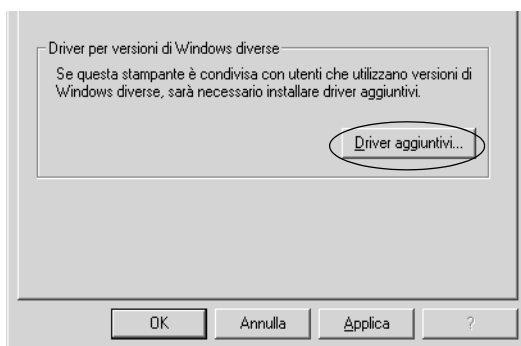 Driver per versioni di Windows diverse
Se questa stampante è condivisa con utenti che utilizzano versioni di
Windows diverse, sarà necessario installare driver aggiuntivi.
Driver aggiuntivi...
OK Annulla Applica ?